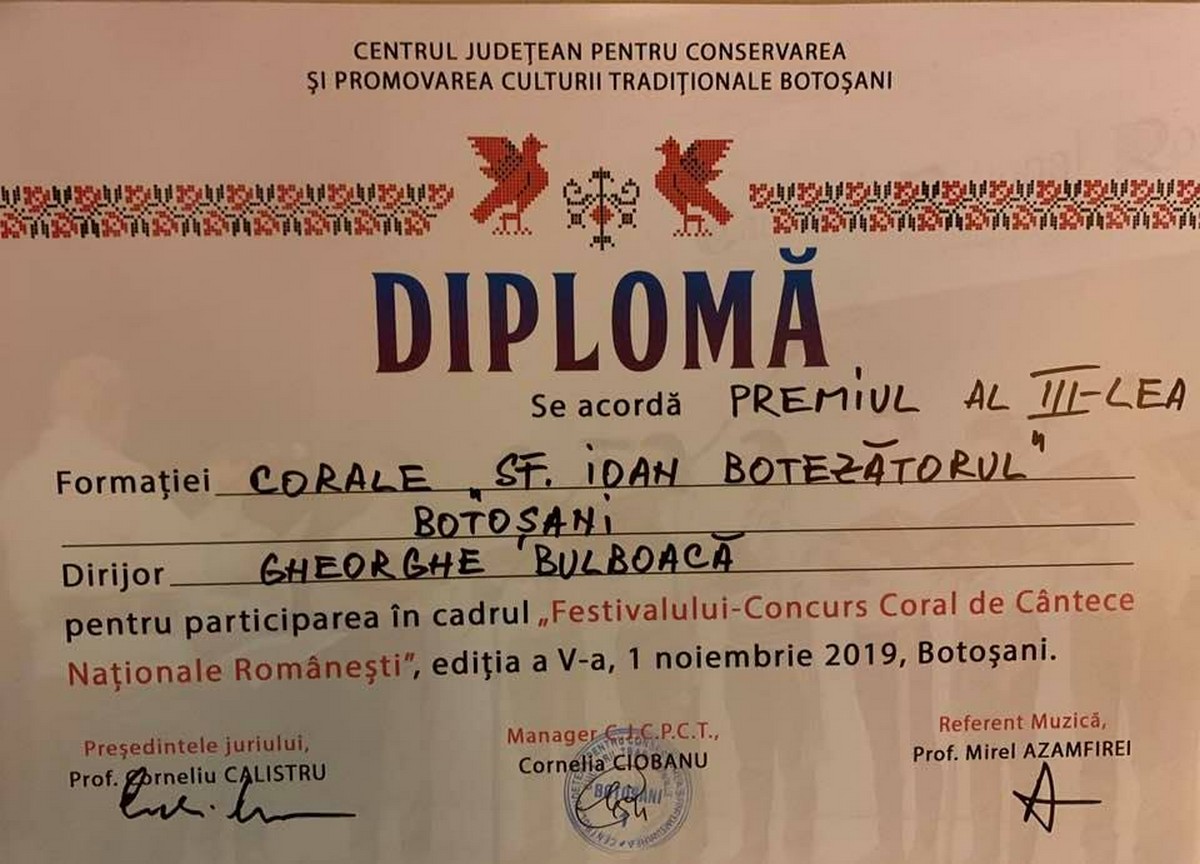 CENTRUL JUDEȚEAN PENTRU CONSERVAREA
ȘI PROMOVAREA CULTURII TRADIȚIONALE BOTOȘANI
DIPLOMĂ
Se acordă PREMIUL AL III-LEA
Formației CORALE „SF. IOAN BOTEZĂTORUL"
BOTOȘANI
Dirijor GHEORGHE BULBOACĂ
pentru participarea în cadrul „Festivalului-Concurs Coral de Cântece
Naționale Românești”, ediția a V-a, 1 noiembrie 2019, Botoșani.
Președintele juriului,
Prof. Corneliu CALISTRU
Manager C.J.C.P.C.T.,
Cornelia CIOBANU
BOTOȘANI
Referent Muzică,
Prof. Mirel AZAMFIREI